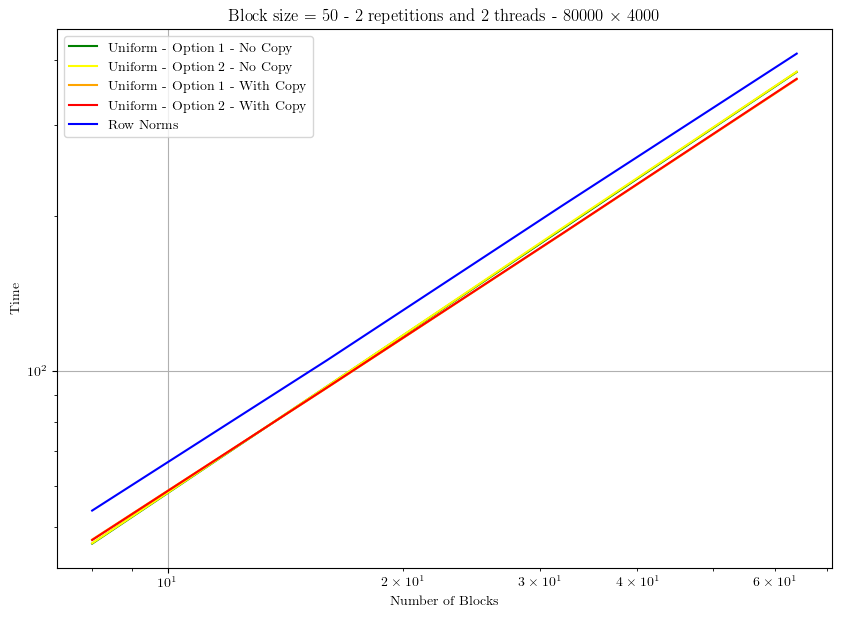 Block size = 50 - 2 repetitions and 2 threads - 80000 × 4000
Uniform - Option 1 - No Copy
Uniform - Option 2 - No Copy
Uniform - Option 1 - With Copy
Uniform - Option 2 - With Copy
Row Norms
Time
10²
10¹
2 × 10¹
3 × 10¹
4 × 10¹
6 × 10¹
Number of Blocks